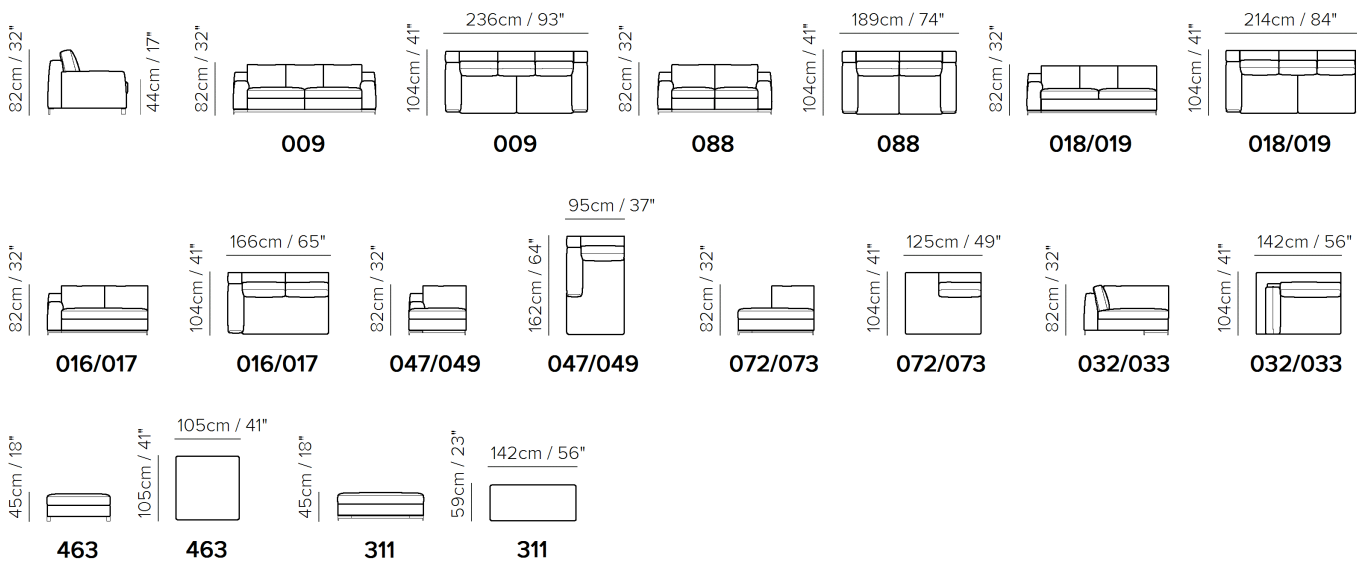 82cm / 32"
44cm / 17"
82cm / 32"
009
236cm / 93"
104cm / 41"
009
82cm / 32"
088
189cm / 74"
104cm / 41"
088
82cm / 32"
018/019
214cm / 84"
104cm / 41"
018/019
82cm / 32"
016/017
166cm / 65"
104cm / 41"
016/017
82cm / 32"
047/049
95cm / 37"
162cm / 64"
047/049
82cm / 32"
072/073
125cm / 49"
104cm / 41"
072/073
82cm / 32"
032/033
142cm / 56"
104cm / 41"
032/033
45cm / 18"
463
105cm / 41"
105cm / 41"
463
45cm / 18"
311
142cm / 56"
59cm / 23"
311